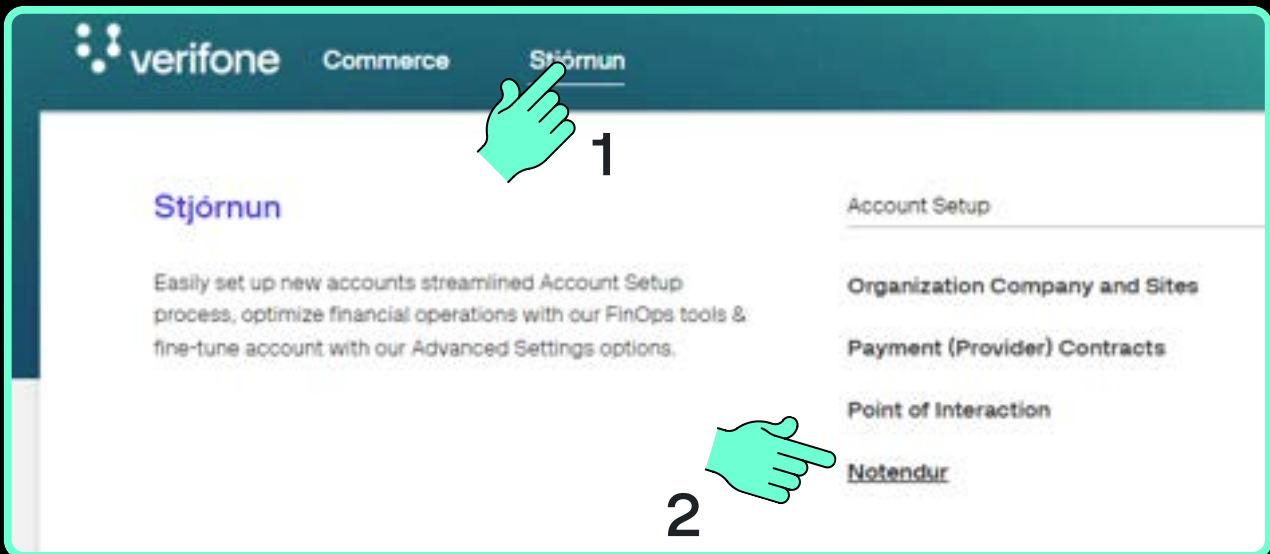 verifone Commerce Stjórnun
1
Stjórnun
Easily set up new accounts streamlined Account Setup
process, optimize financial operations with our FinOps tools &
fine-tune account with our Advanced Settings options.
Account Setup
Organization Company and Sites
Payment (Provider) Contracts
Point of Interaction
Notendur
2